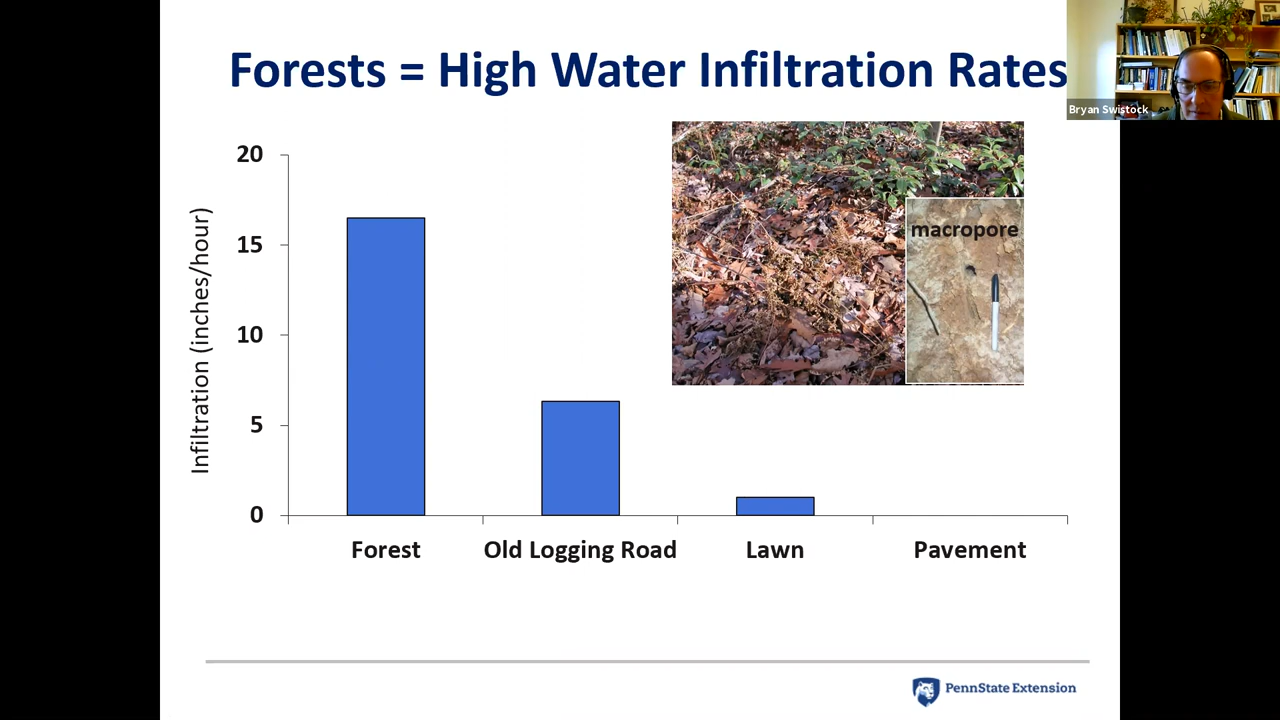 Forests = High Water Infiltration Rates
Bryan Swistock
macropore
Infiltration (inches/hour)
20
15
10
5
0
Forest
Old Logging Road
Lawn
Pavement
PennState Extension